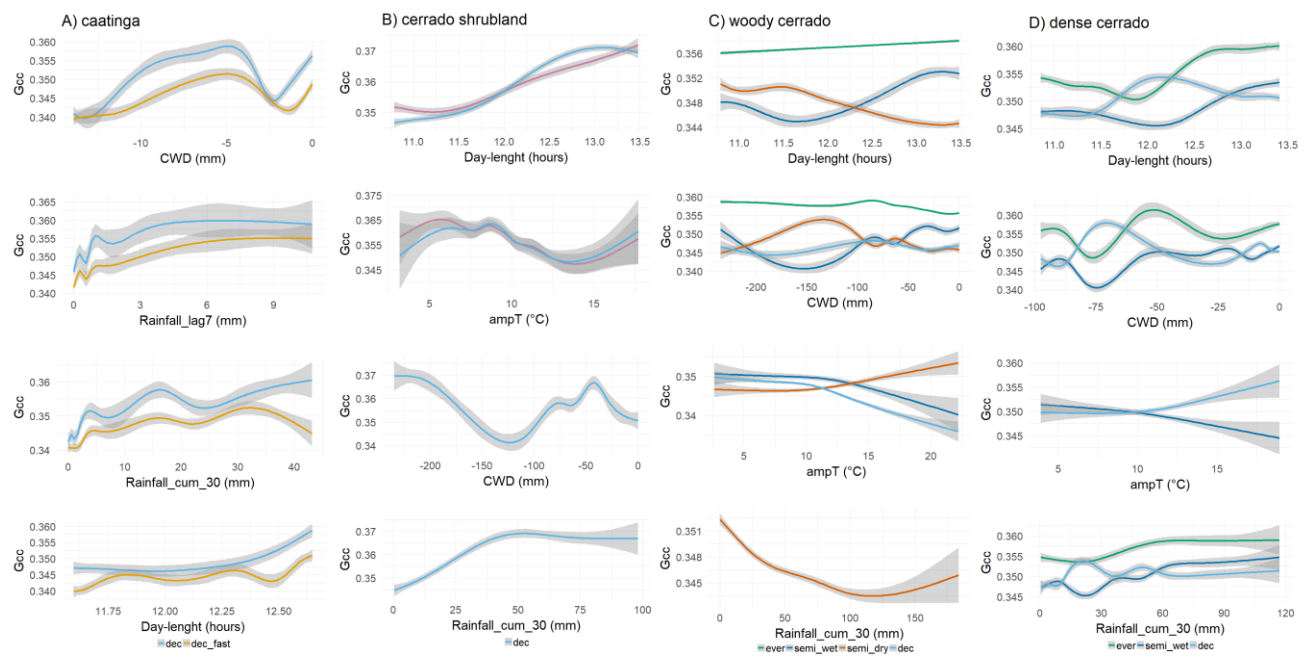 A) caatinga
Gcc
0.360
0.355
0.350
0.345
0.340
-10 -5 0
CWD (mm)
Gcc
0.360
0.355
0.350
0.345
0.340
0 3 6 9
Rainfall_lag7 (mm)
Gcc
0.36
0.35
0.34
0 10 20 30 40
Rainfall_cum_30 (mm)
Gcc
0.360
0.355
0.350
0.345
0.340
11.75 12.00 12.25 12.50
Day-lenght (hours)
dec dec_fast
B) cerrado shrubland
Gcc
0.37
0.36
0.35
11.0 11.5 12.0 12.5 13.0 13.5
Day-lenght (hours)
Gcc
0.375
0.365
0.355
0.345
5 10 15
ampT (°C)
Gcc
0.37
0.36
0.35
0.34
-200 -150 -100 -50 0
CWD (mm)
Gcc
0.37
0.36
0.35
0 25 50 75 100
Rainfall_cum_30 (mm)
dec
C) woody cerrado
Gcc
0.356
0.352
0.348
0.344
11.0 11.5 12.0 12.5 13.0 13.5
Day-lenght (hours)
Gcc
0.360
0.355
0.350
0.345
0.340
-200 -150 -100 -50 0
CWD (mm)
Gcc
0.35
0.34
5 10 15 20
ampT (°C)
Gcc
0.351
0.348
0.345
0 50 100 150
Rainfall_cum_30 (mm)
ever semi_wet semi_dry dec
D) dense cerrado
Gcc
0.360
0.355
0.350
0.345
11.0 11.5 12.0 12.5 13.0 13.5
Day-lenght (hours)
Gcc
0.360
0.355
0.350
0.345
0.340
-100 -75 -50 -25 0
CWD (mm)
Gcc
0.360
0.355
0.350
0.345
5 10 15
ampT (°C)
Gcc
0.360
0.355
0.350
0.345
0 30 60 90 120
Rainfall_cum_30 (mm)
ever semi_wet dec